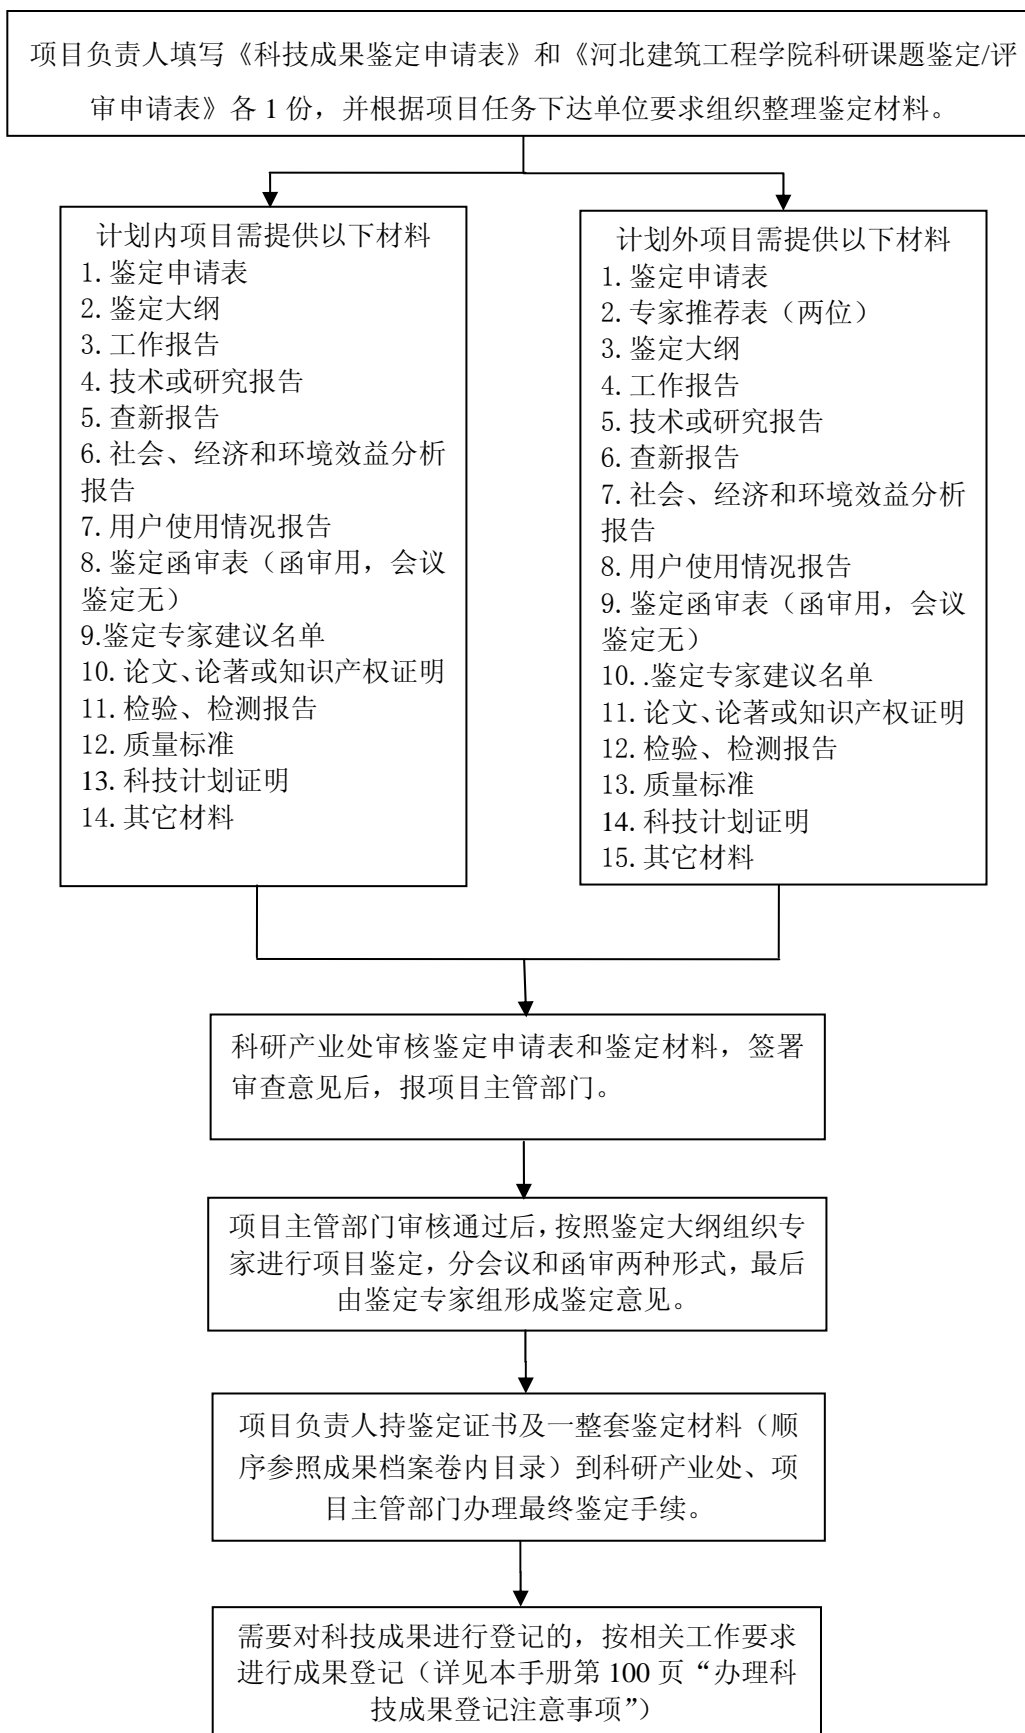 项目负责人填写《科技成果鉴定申请表》和《河北建筑工程学院科研课题鉴定/评
审申请表》各 1 份，并根据项目任务下达单位要求组织整理鉴定材料。
计划内项目需提供以下材料
1.鉴定申请表
2.鉴定大纲
3.工作报告
4.技术或研究报告
5.查新报告
6.社会、经济和环境效益分析
报告
7.用户使用情况报告
8.鉴定函审表（函审用，会议
鉴定无）
9.鉴定专家建议名单
10.论文、论著或知识产权证明
11.检验、检测报告
12.质量标准
13.科技计划证明
14.其它材料
计划外项目需提供以下材料
1.鉴定申请表
2.专家推荐表（两位）
3.鉴定大纲
4.工作报告
5.技术或研究报告
6.查新报告
7.社会、经济和环境效益分析
报告
8.用户使用情况报告
9.鉴定函审表（函审用，会议
鉴定无）
10..鉴定专家建议名单
11.论文、论著或知识产权证明
12.检验、检测报告
13.质量标准
14.科技计划证明
15.其它材料
科研产业处审核鉴定申请表和鉴定材料，签署
审查意见后，报项目主管部门。
项目主管部门审核通过后，按照鉴定大纲组织专
家进行项目鉴定，分会议和函审两种形式，最后
由鉴定专家组形成鉴定意见。
项目负责人持鉴定证书及一整套鉴定材料（顺
序参照成果档案卷内目录）到科研产业处、项
目主管部门办理最终鉴定手续。
需要对科技成果进行登记的，按相关工作要求
进行成果登记（详见本手册第 100 页“办理科
技成果登记注意事项”）